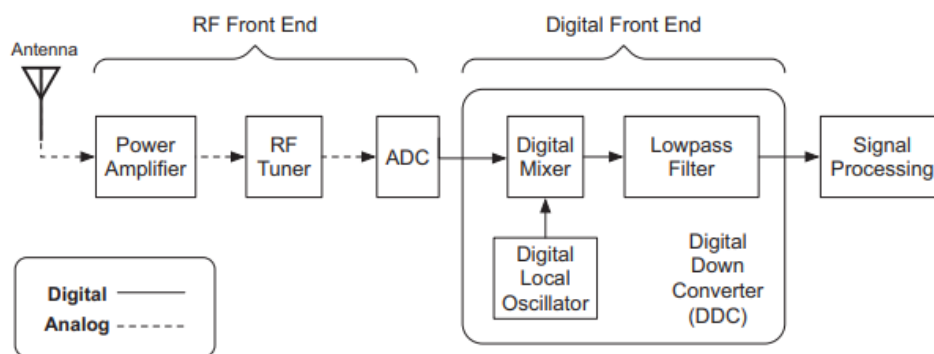 RF Front End
Digital Front End
Antenna
Power
Amplifier
RF
Tuner
ADC
Digital
Mixer
Lowpass
Filter
Signal
Processing
Digital
Local
Oscillator
Digital
Down
Converter
(DDC)
Digital
Analog